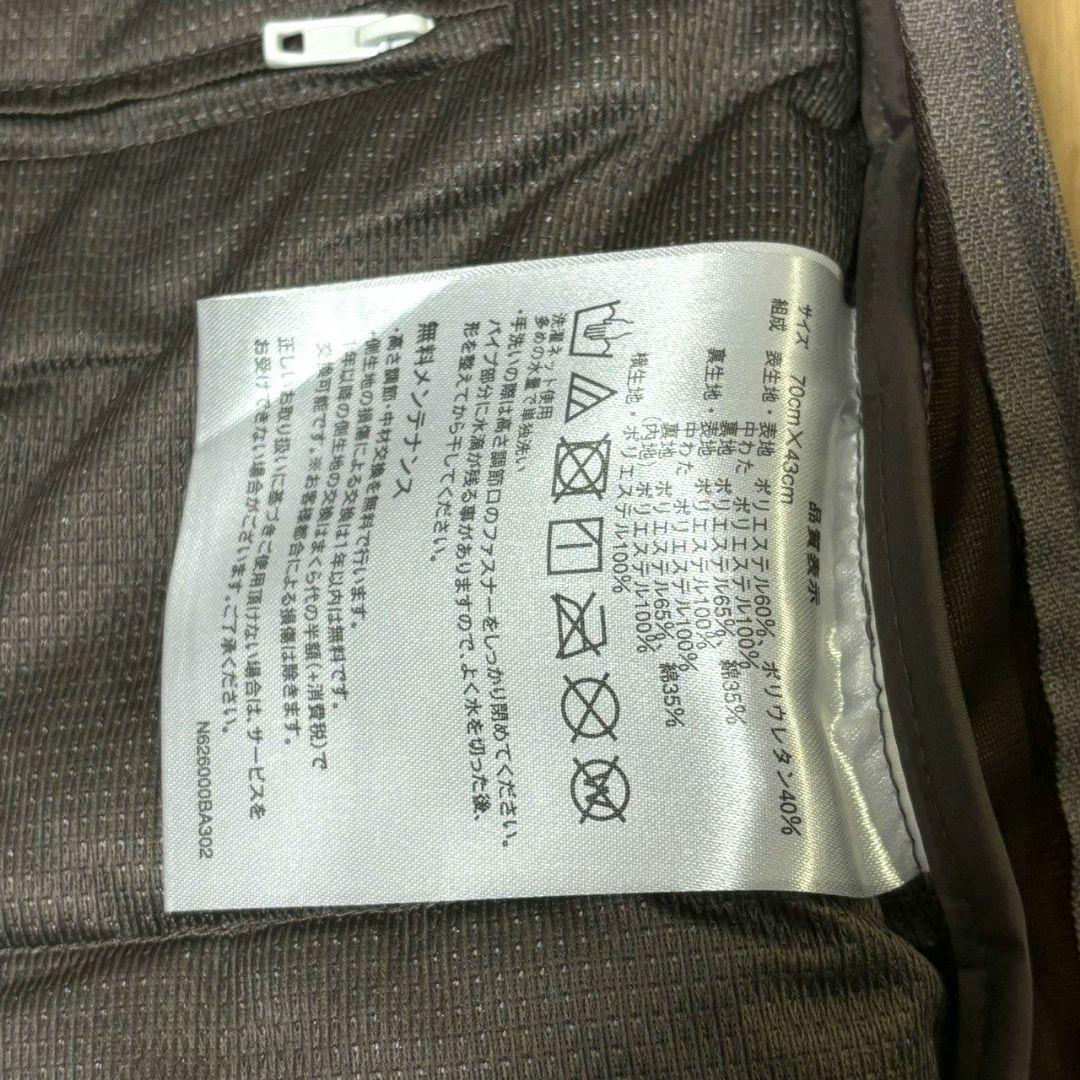 品質表示
サイズ 70cm×43cm
組成 表生地・表地 ポリエステル60%、ポリウレタン40%
中わた ポリエステル100%
裏地 ポリエステル65%、綿35%
裏生地・表地 ポリエステル100%
中わた ポリエステル100%
裏地 ポリエステル65%、綿35%
横生地・(内地) ポリエステル100%
ポリエステル100%
洗濯ネット使用
多めの水量で単独洗い
・手洗いの際は高さ調節口のファスナーをしっかり閉めてください。
パイプ部分に水滴が残る事がありますので、よく水を切った後、
形を整えてから干してください。
無料メンテナンス
・高さ調節・中材交換を無料で行います。
・側生地の損傷による交換は1年以内は無料です。
1年以降の側生地の交換はまくら代の半額(+消費税)で
交換可能です。※お客様都合による損傷は除きます。
正しいお取り扱いに基づきご使用頂けない場合は、サービスを
お受けできない場合がございます。ご了承ください。
N626000BA302